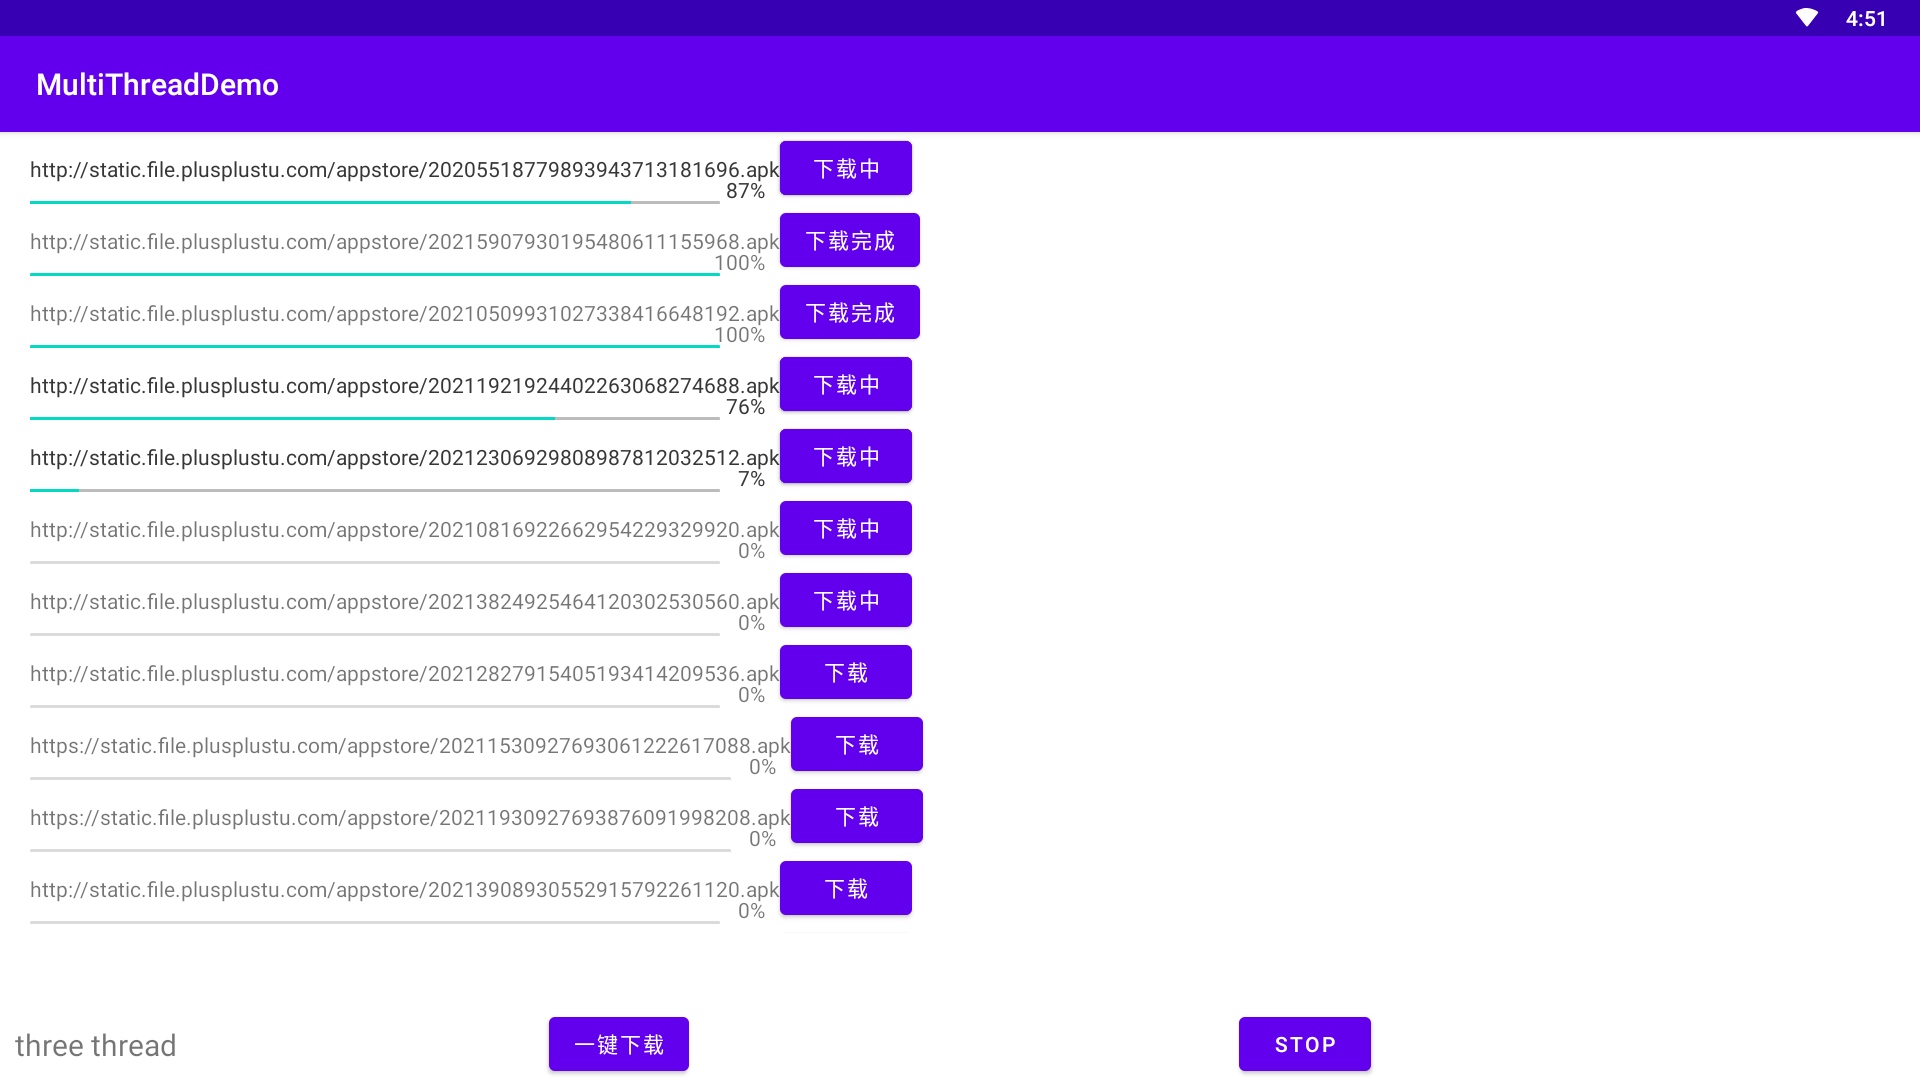 4:51
MultiThreadDemo
http://static.file.plusplustu.com/appstore/20205518779893943713181696.apk 下载中
87%
http://static.file.plusplustu.com/appstore/20215907930195480611155968.apk 下载完成
100%
http://static.file.plusplustu.com/appstore/20210509931027338416648192.apk 下载完成
100%
http://static.file.plusplustu.com/appstore/20211921924402263068274688.apk 下载中
76%
http://static.file.plusplustu.com/appstore/20212306929808987812032512.apk 下载中
7%
http://static.file.plusplustu.com/appstore/20210816922662954229329920.apk 下载中
0%
http://static.file.plusplustu.com/appstore/20213824925464120302530560.apk 下载中
0%
http://static.file.plusplustu.com/appstore/20212827915405193414209536.apk 下载
0%
https://static.file.plusplustu.com/appstore/20211530927693061222617088.apk 下载
0%
https://static.file.plusplustu.com/appstore/20211930927693876091998208.apk 下载
0%
http://static.file.plusplustu.com/appstore/20213908930552915792261120.apk 下载
0%
three thread 一键下载 STOP